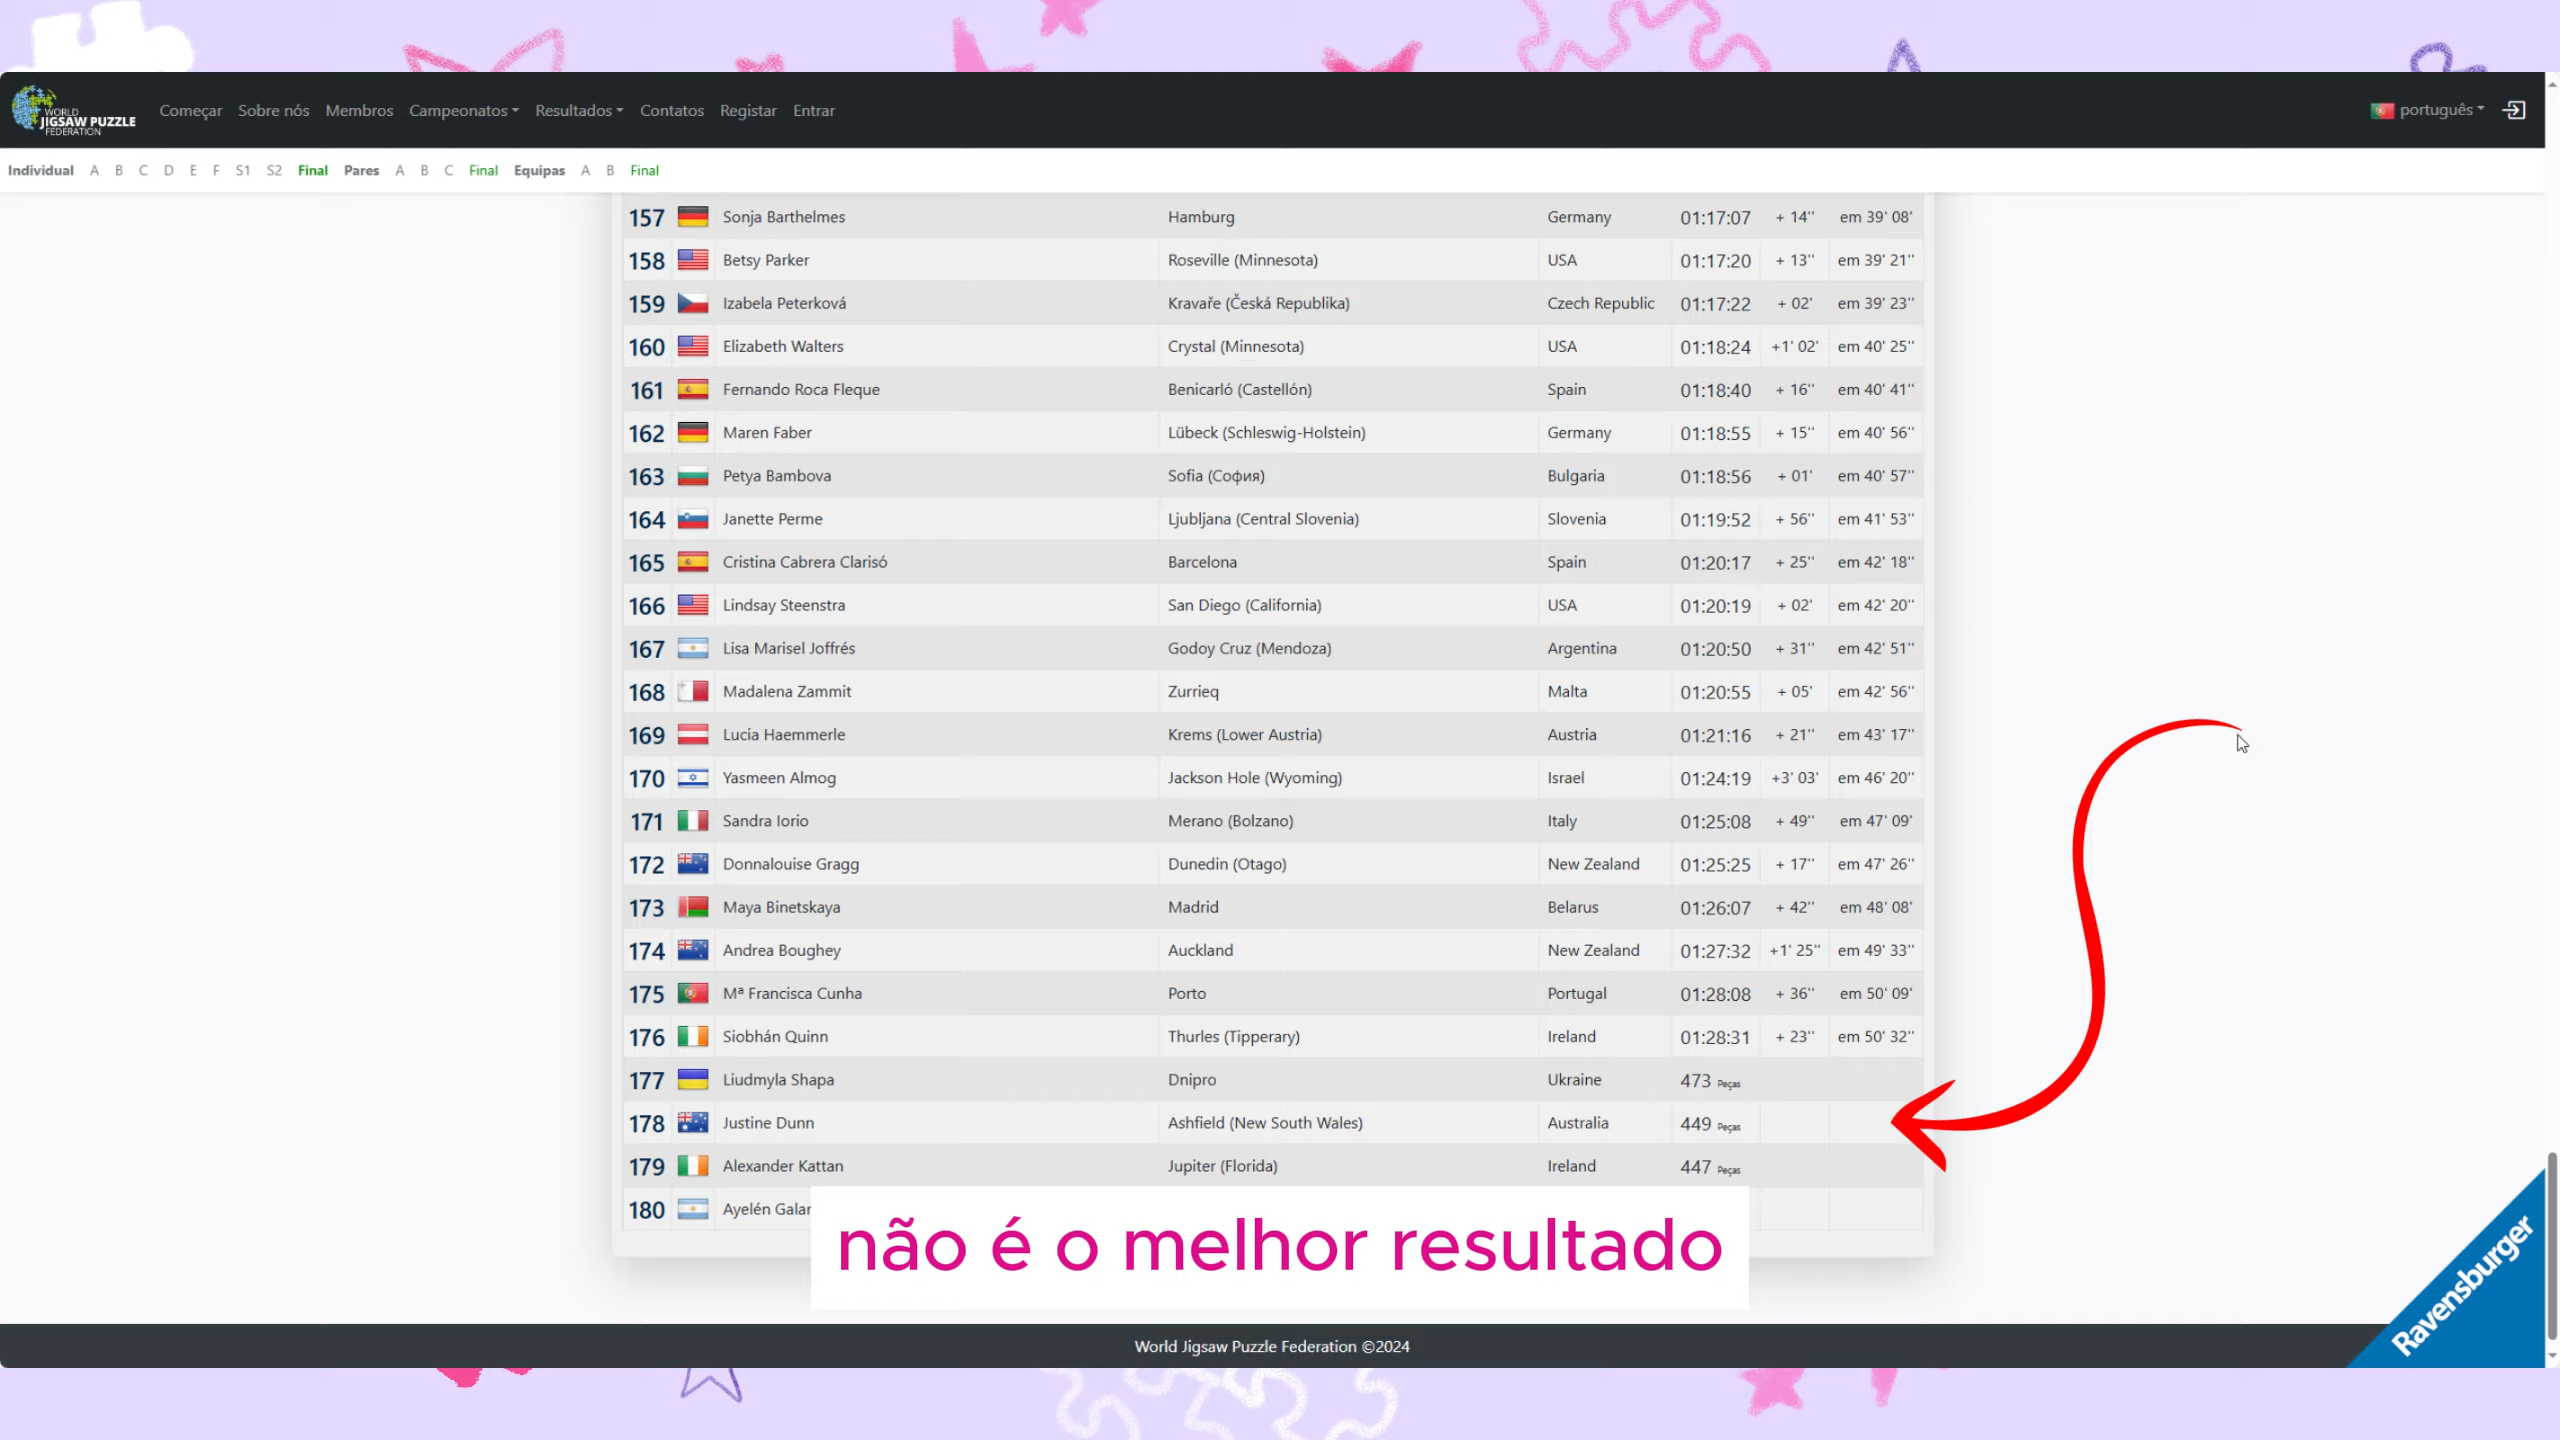 WORLD
JIGSAW PUZZLE
FEDERATION
Começar Sobre nós Membros Campeonatos Resultados Contatos Registar Entrar português
Individual A B C D E F S1 S2 Final Pares A B C Final Equipas A B Final
157 Sonja Barthelmes Hamburg Germany 01:17:07 + 14'' em 39' 08'
158 Betsy Parker Roseville (Minnesota) USA 01:17:20 + 13'' em 39' 21''
159 Izabela Peterková Kravaře (Česká Republika) Czech Republic 01:17:22 + 02' em 39' 23''
160 Elizabeth Walters Crystal (Minnesota) USA 01:18:24 +1' 02' em 40' 25''
161 Fernando Roca Fleque Benicarló (Castellón) Spain 01:18:40 + 16'' em 40' 41''
162 Maren Faber Lübeck (Schleswig-Holstein) Germany 01:18:55 + 15'' em 40' 56''
163 Petya Bambova Sofia (София) Bulgaria 01:18:56 + 01' em 40' 57''
164 Janette Perme Ljubljana (Central Slovenia) Slovenia 01:19:52 + 56'' em 41' 53''
165 Cristina Cabrera Clarisó Barcelona Spain 01:20:17 + 25'' em 42' 18''
166 Lindsay Steenstra San Diego (California) USA 01:20:19 + 02' em 42' 20''
167 Lisa Marisel Joffrés Godoy Cruz (Mendoza) Argentina 01:20:50 + 31'' em 42' 51''
168 Madalena Zammit Zurrieq Malta 01:20:55 + 05' em 42' 56''
169 Lucia Haemmerle Krems (Lower Austria) Austria 01:21:16 + 21'' em 43' 17''
170 Yasmeen Almog Jackson Hole (Wyoming) Israel 01:24:19 +3' 03' em 46' 20''
171 Sandra Iorio Merano (Bolzano) Italy 01:25:08 + 49'' em 47' 09'
172 Donnalouise Gragg Dunedin (Otago) New Zealand 01:25:25 + 17'' em 47' 26''
173 Maya Binetskaya Madrid Belarus 01:26:07 + 42'' em 48' 08'
174 Andrea Boughey Auckland New Zealand 01:27:32 +1' 25'' em 49' 33''
175 Mª Francisca Cunha Porto Portugal 01:28:08 + 36'' em 50' 09'
176 Siobhán Quinn Thurles (Tipperary) Ireland 01:28:31 + 23'' em 50' 32''
177 Liudmyla Shapa Dnipro Ukraine 473 Peças
178 Justine Dunn Ashfield (New South Wales) Australia 449 Peças
179 Alexander Kattan Jupiter (Florida) Ireland 447 Peças
180 Ayelén
não é o melhor resultado
Ravensburger
World Jigsaw Puzzle Federation ©2024